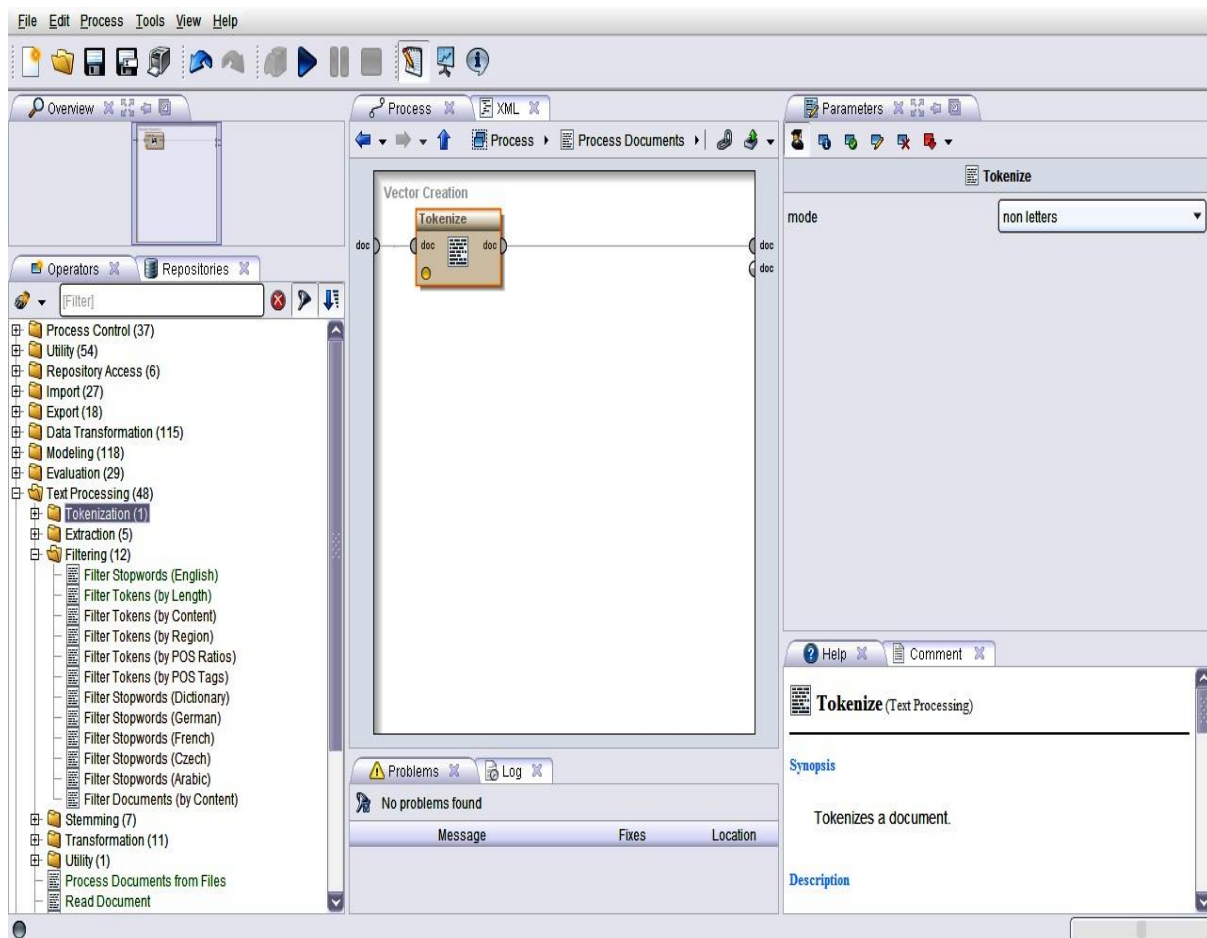 File Edit Process Tools View Help
Overview
Process
XML
Process
Process Documents
Vector Creation
Tokenize
doc
doc
doc
doc
doc
Operators
Repositories
[Filter]
Process Control (37)
Utility (54)
Repository Access (6)
Import (27)
Export (18)
Data Transformation (115)
Modeling (118)
Evaluation (29)
Text Processing (48)
Tokenization (1)
Extraction (5)
Filtering (12)
Filter Stopwords (English)
Filter Tokens (by Length)
Filter Tokens (by Content)
Filter Tokens (by Region)
Filter Tokens (by POS Ratios)
Filter Tokens (by POS Tags)
Filter Stopwords (Dictionary)
Filter Stopwords (German)
Filter Stopwords (French)
Filter Stopwords (Czech)
Filter Stopwords (Arabic)
Filter Documents (by Content)
Stemming (7)
Transformation (11)
Utility (1)
Process Documents from Files
Read Document
Problems
Log
No problems found
Message Fixes Location
Parameters
Tokenize
mode non letters
Help
Comment
Tokenize (Text Processing)
Synopsis
Tokenizes a document.
Description